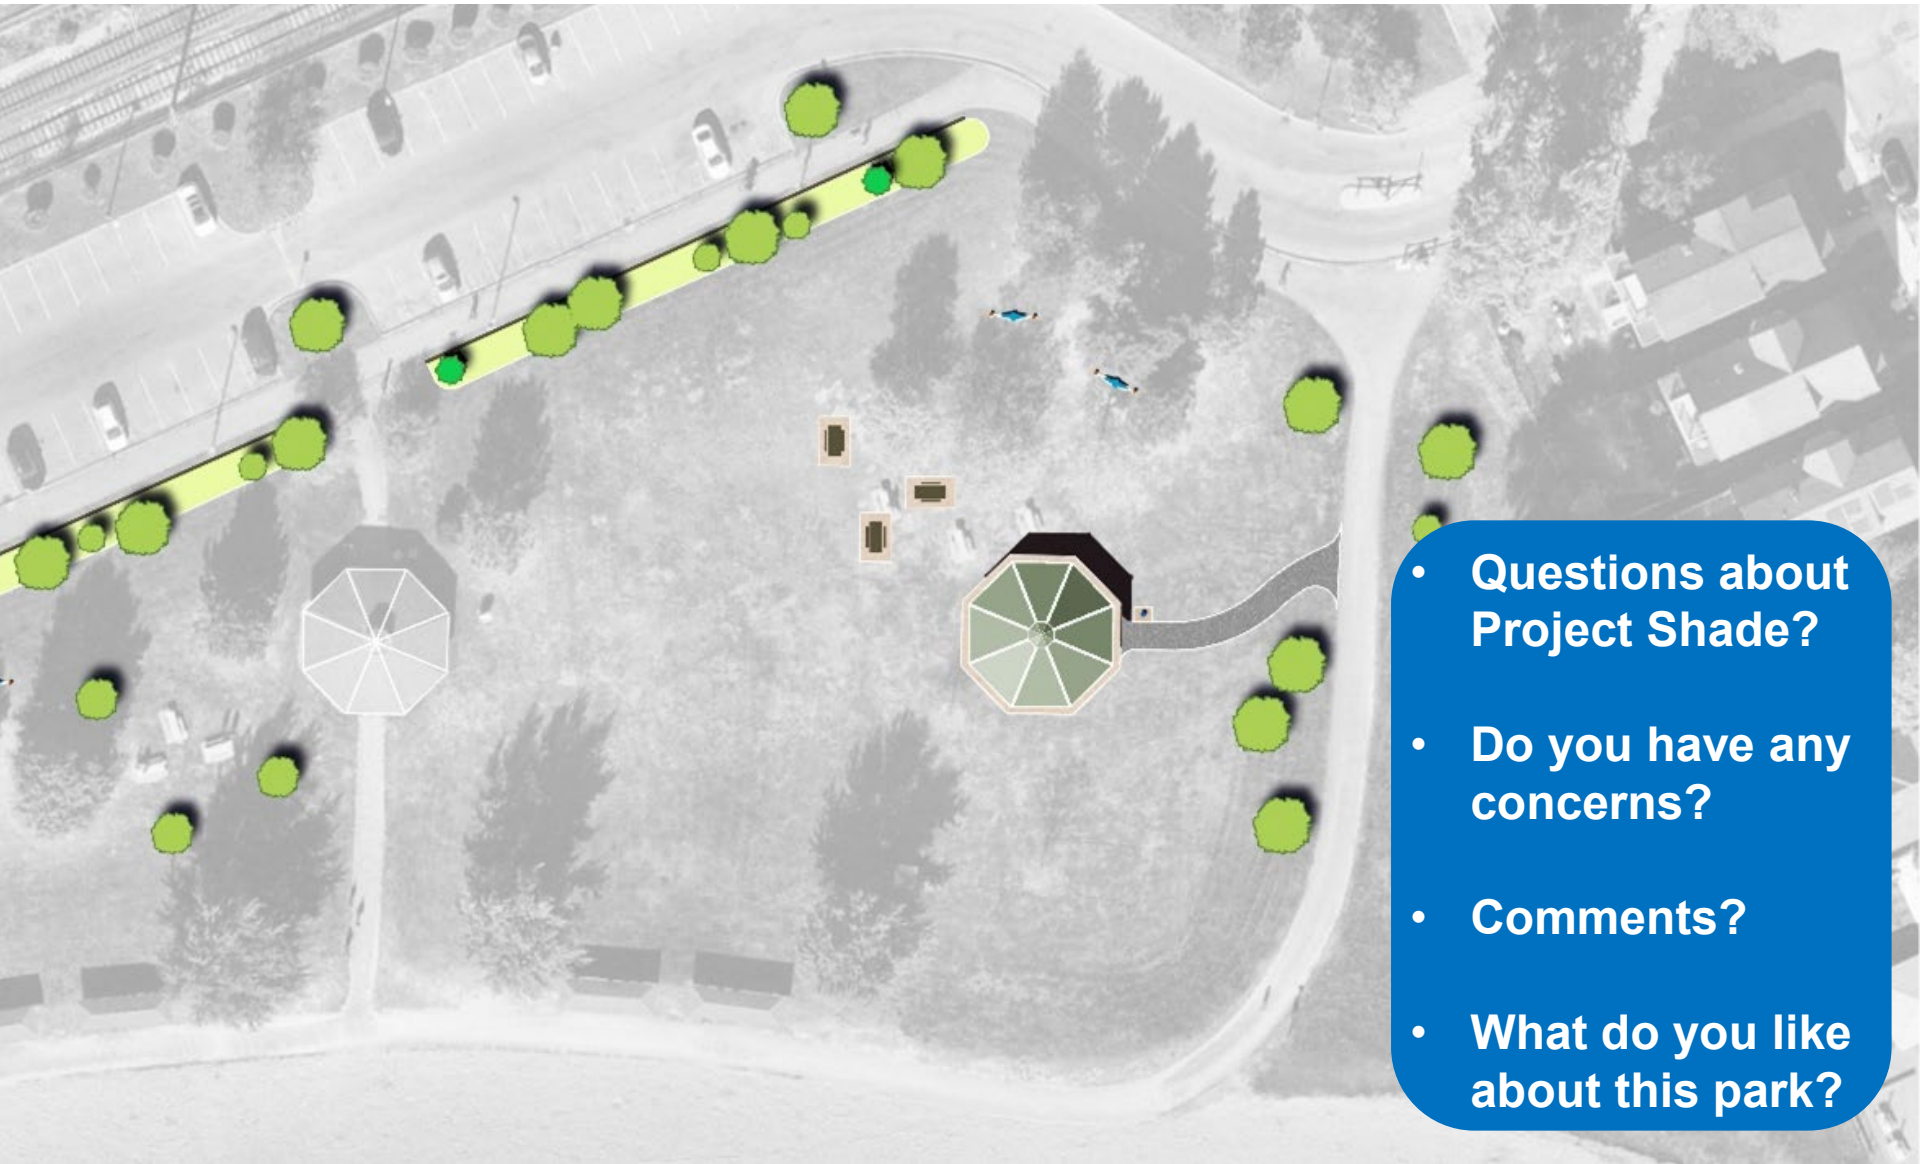 • Questions about
Project Shade?
• Do you have any
concerns?
• Comments?
• What do you like
about this park?